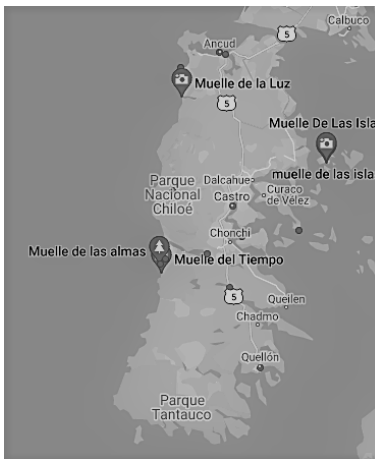 Calbuco
5
Ancud
Muelle de la Luz
5
Muelle De Las Isla
muelle de las isla
Parque
Nacional
Chiloé
Dalcahue
Castro
Curaco
de Vélez
Chonchi
Muelle de las almas
Muelle del Tiempo
5
Queilen
Chadmo
Quellón
Parque
Tantauco